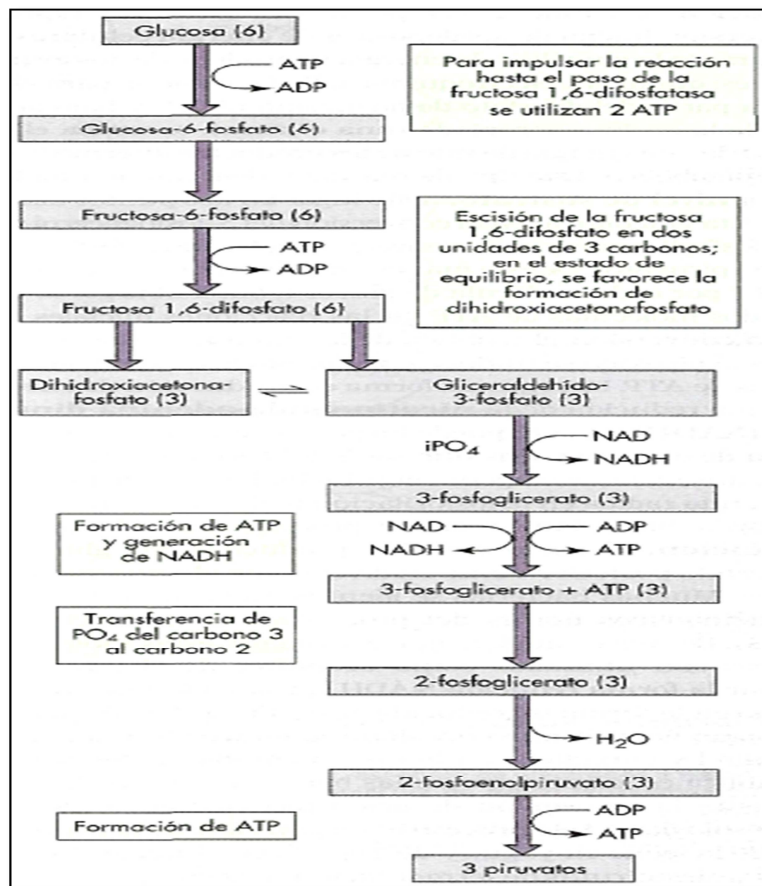 Glucosa (6)
ATP
ADP
Para impulsar la reacción
hasta el paso de la
fructosa 1,6-difosfatasa
se utilizan 2 ATP
Glucosa-6-fosfato (6)
Fructosa-6-fosfato (6)
ATP
ADP
Escisión de la fructosa
1,6-difosfato en dos
unidades de 3 carbonos;
en el estado de
equilibrio, se favorece la
formación de
dihidroxiacetonafosfato
Fructosa 1,6-difosfato (6)
Dihidroxiacetona-
fosfato (3)
Gliceraldehído-
3-fosfato (3)
iPO₄
NAD
NADH
3-fosfoglicerato (3)
Formación de ATP
y generación
de NADH
NAD
NADH
ADP
ATP
3-fosfoglicerato + ATP (3)
Transferencia de
PO₄ del carbono 3
al carbono 2
2-fosfoglicerato (3)
H₂O
2-fosfoenolpiruvato (3)
Formación de ATP
ADP
ATP
3 piruvatos